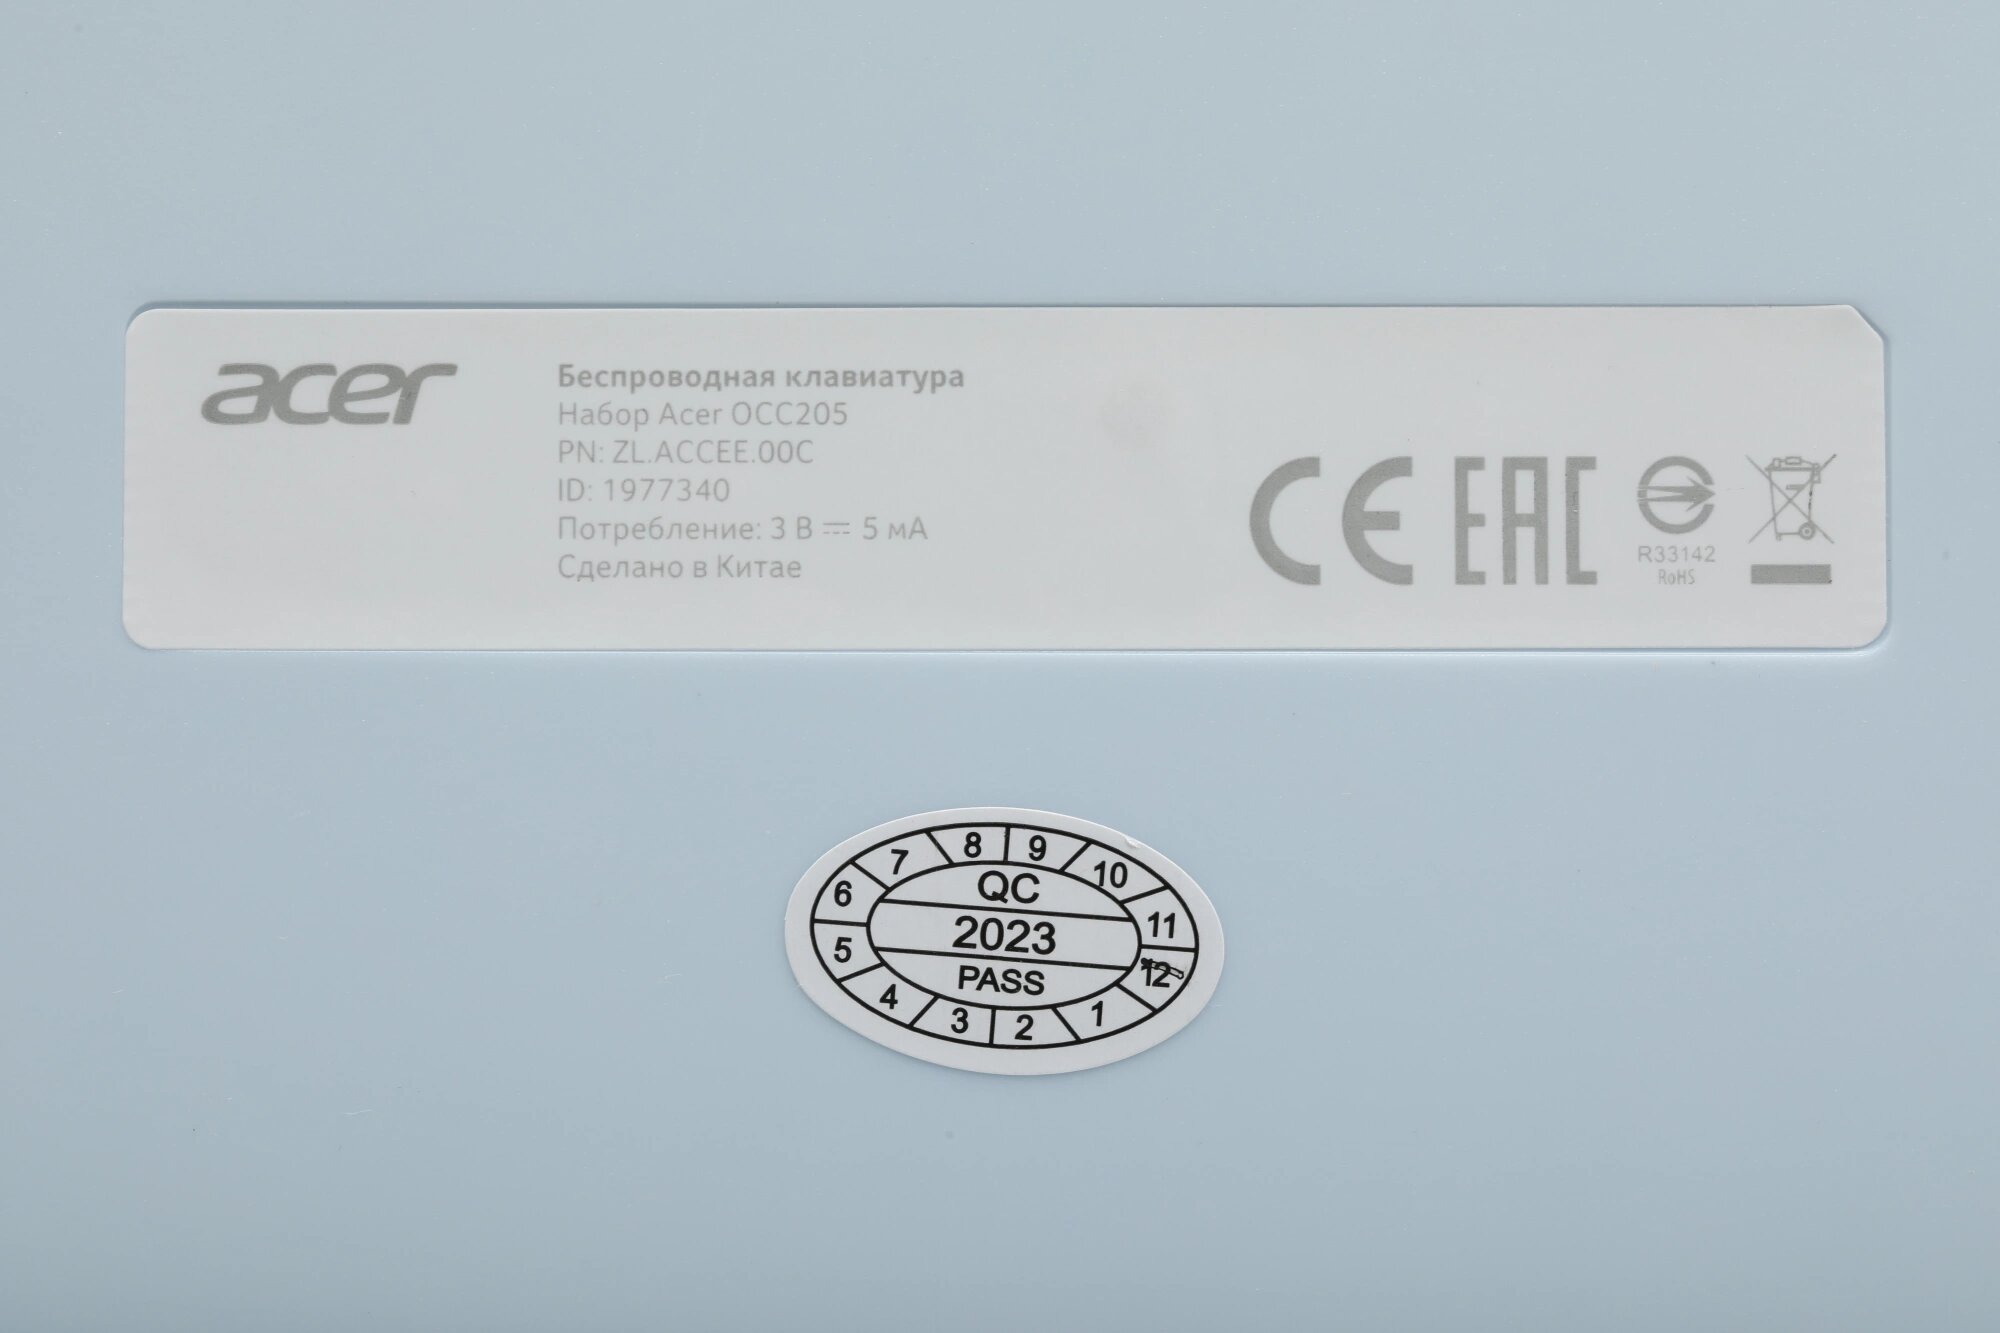 acer
Беспроводная клавиатура
Набор Acer OCC205
PN: ZL.ACCEE.00C
ID: 1977340
Потребление: 3 В ⎓ 5 мА
Сделано в Китае
CE EAC
R33142
RoHS
8 9 10 11 12 1 2 3 4 5 6 7
QC
2023
PASS